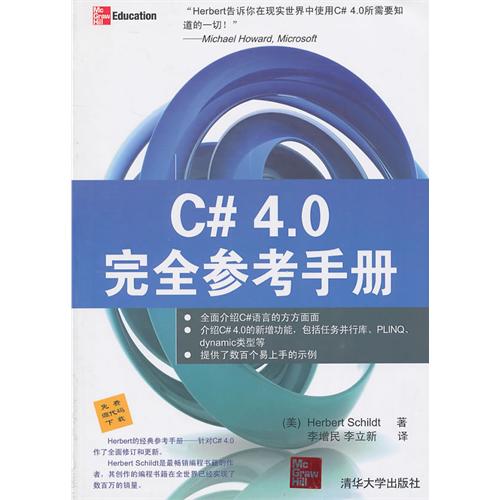 Mc
Graw
Hill
Education
“Herbert告诉你在现实世界中使用C# 4.0所需要知
道的一切！”
——Michael Howard, Microsoft
C# 4.0
完全参考手册
● 全面介绍C#语言的方方面面
● 介绍C# 4.0的新增功能，包括任务并行库、PLINQ、
dynamic类型等
● 提供了数百个易上手的示例
免费
源代码
下载
(美) Herbert Schildt 著
李增民 李立新 译
Herbert的经典参考手册——针对C# 4.0
作了全面修订和更新。
Herbert Schildt是最畅销编程书籍的作
者，其创作的编程书籍在全世界已经实现了
数百万的销量。
Mc
Graw
Hill
清华大学出版社